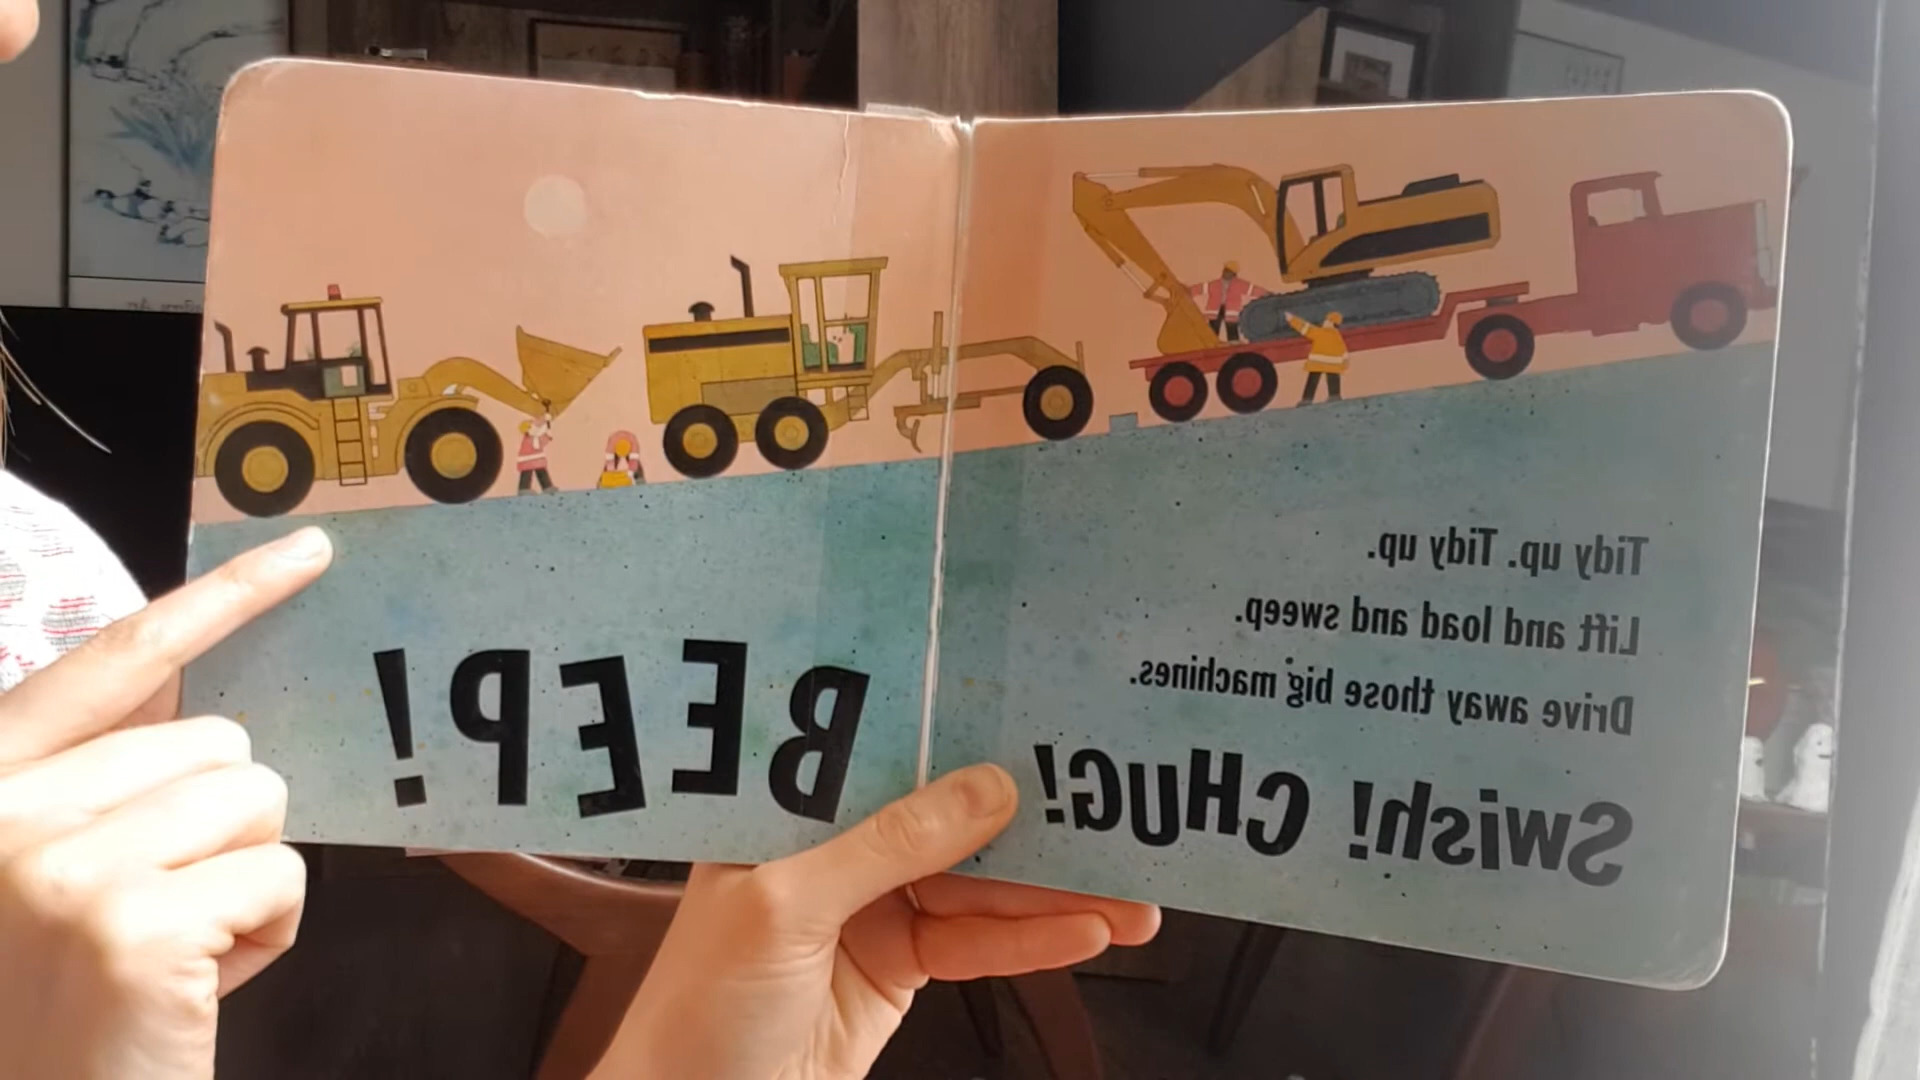 Tidy up. Tidy up.
Lift and load and sweep.
Drive away those big machines.
Swish! CHUG!
BEEP!